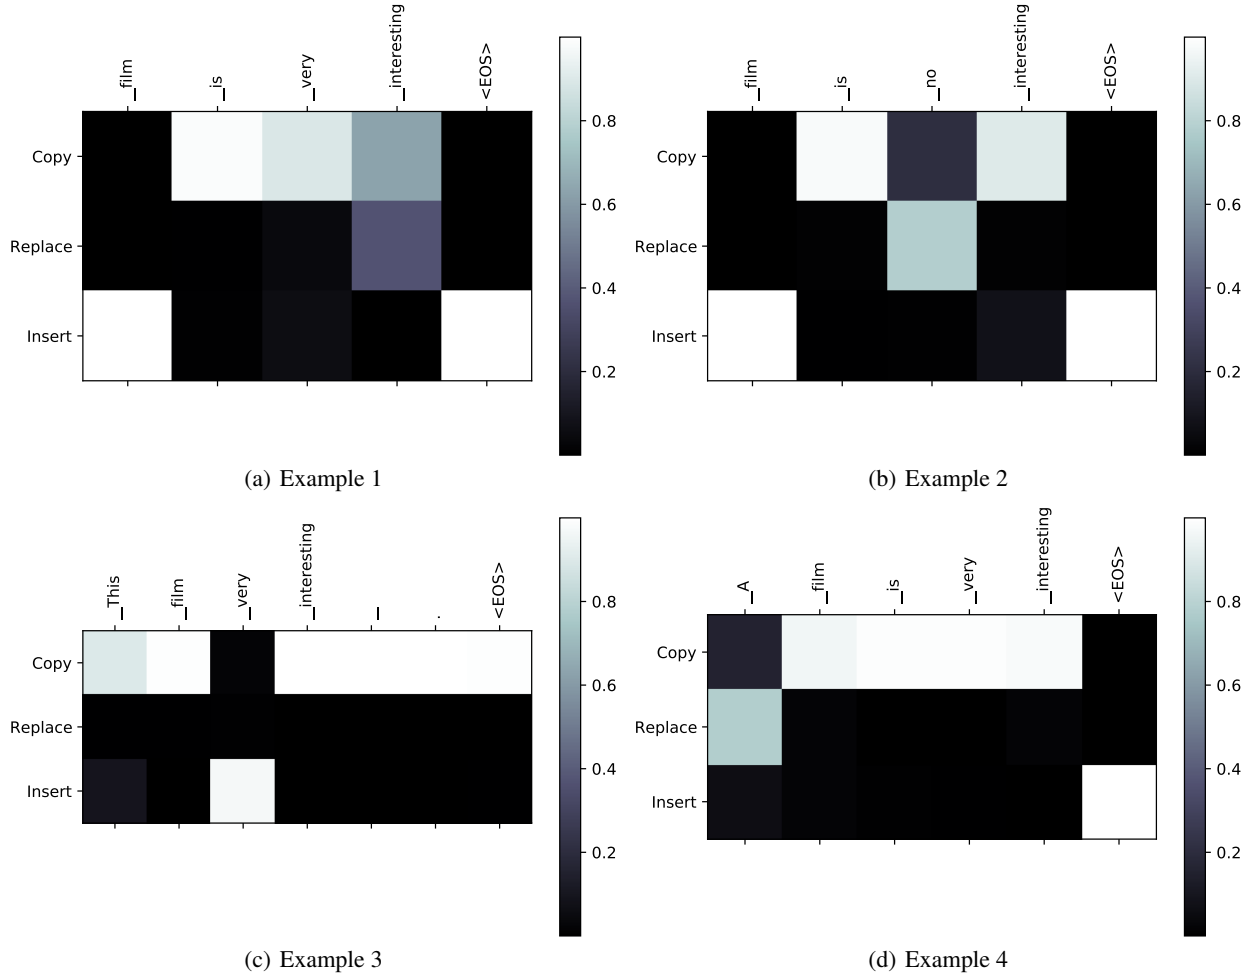 _film _is _very _interesting <EOS>
Copy
Replace
Insert
0.8
0.6
0.4
0.2
(a) Example 1
_film _is _no _interesting <EOS>
Copy
Replace
Insert
0.8
0.6
0.4
0.2
(b) Example 2
_This _film _very _interesting _ . <EOS>
Copy
Replace
Insert
0.8
0.6
0.4
0.2
(c) Example 3
_A _film _is _very _interesting <EOS>
Copy
Replace
Insert
0.8
0.6
0.4
0.2
(d) Example 4